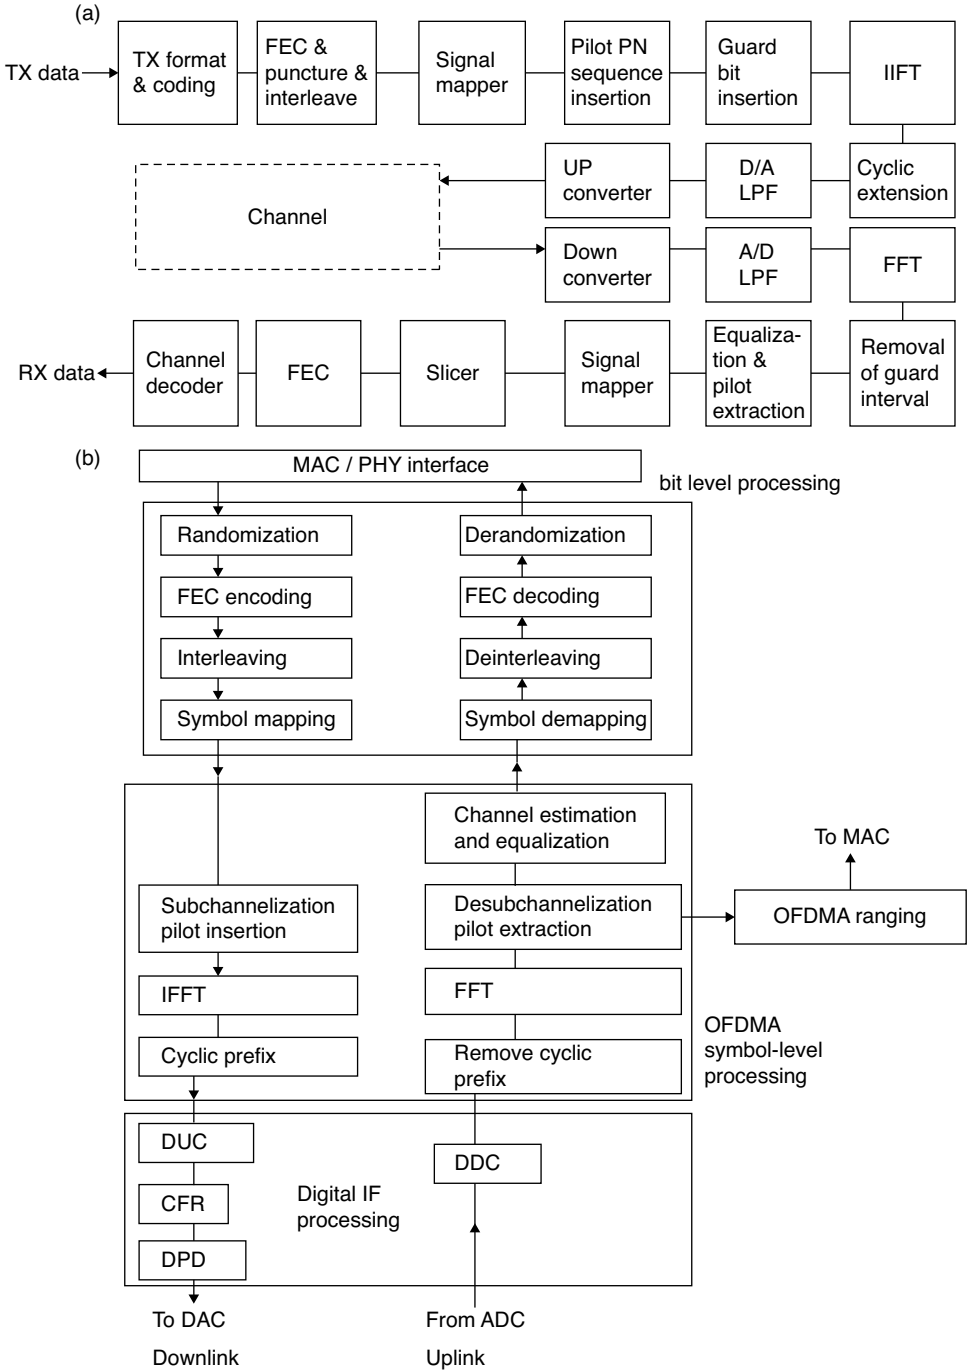 (a)
TX data
TX format
& coding
FEC &
puncture &
interleave
Signal
mapper
Pilot PN
sequence
insertion
Guard
bit
insertion
IIFT
Channel
UP
converter
D/A
LPF
Cyclic
extension
Down
converter
A/D
LPF
FFT
RX data
Channel
decoder
FEC
Slicer
Signal
mapper
Equaliza-
tion &
pilot
extraction
Removal
of guard
interval
(b)
MAC / PHY interface
bit level processing
Randomization
Derandomization
FEC encoding
FEC decoding
Interleaving
Deinterleaving
Symbol mapping
Symbol demapping
Channel estimation
and equalization
To MAC
Subchannelization
pilot insertion
Desubchannelization
pilot extraction
OFDMA ranging
IFFT
FFT
OFDMA
symbol-level
processing
Cyclic prefix
Remove cyclic
prefix
DUC
DDC
CFR
Digital IF
processing
DPD
To DAC
From ADC
Downlink
Uplink